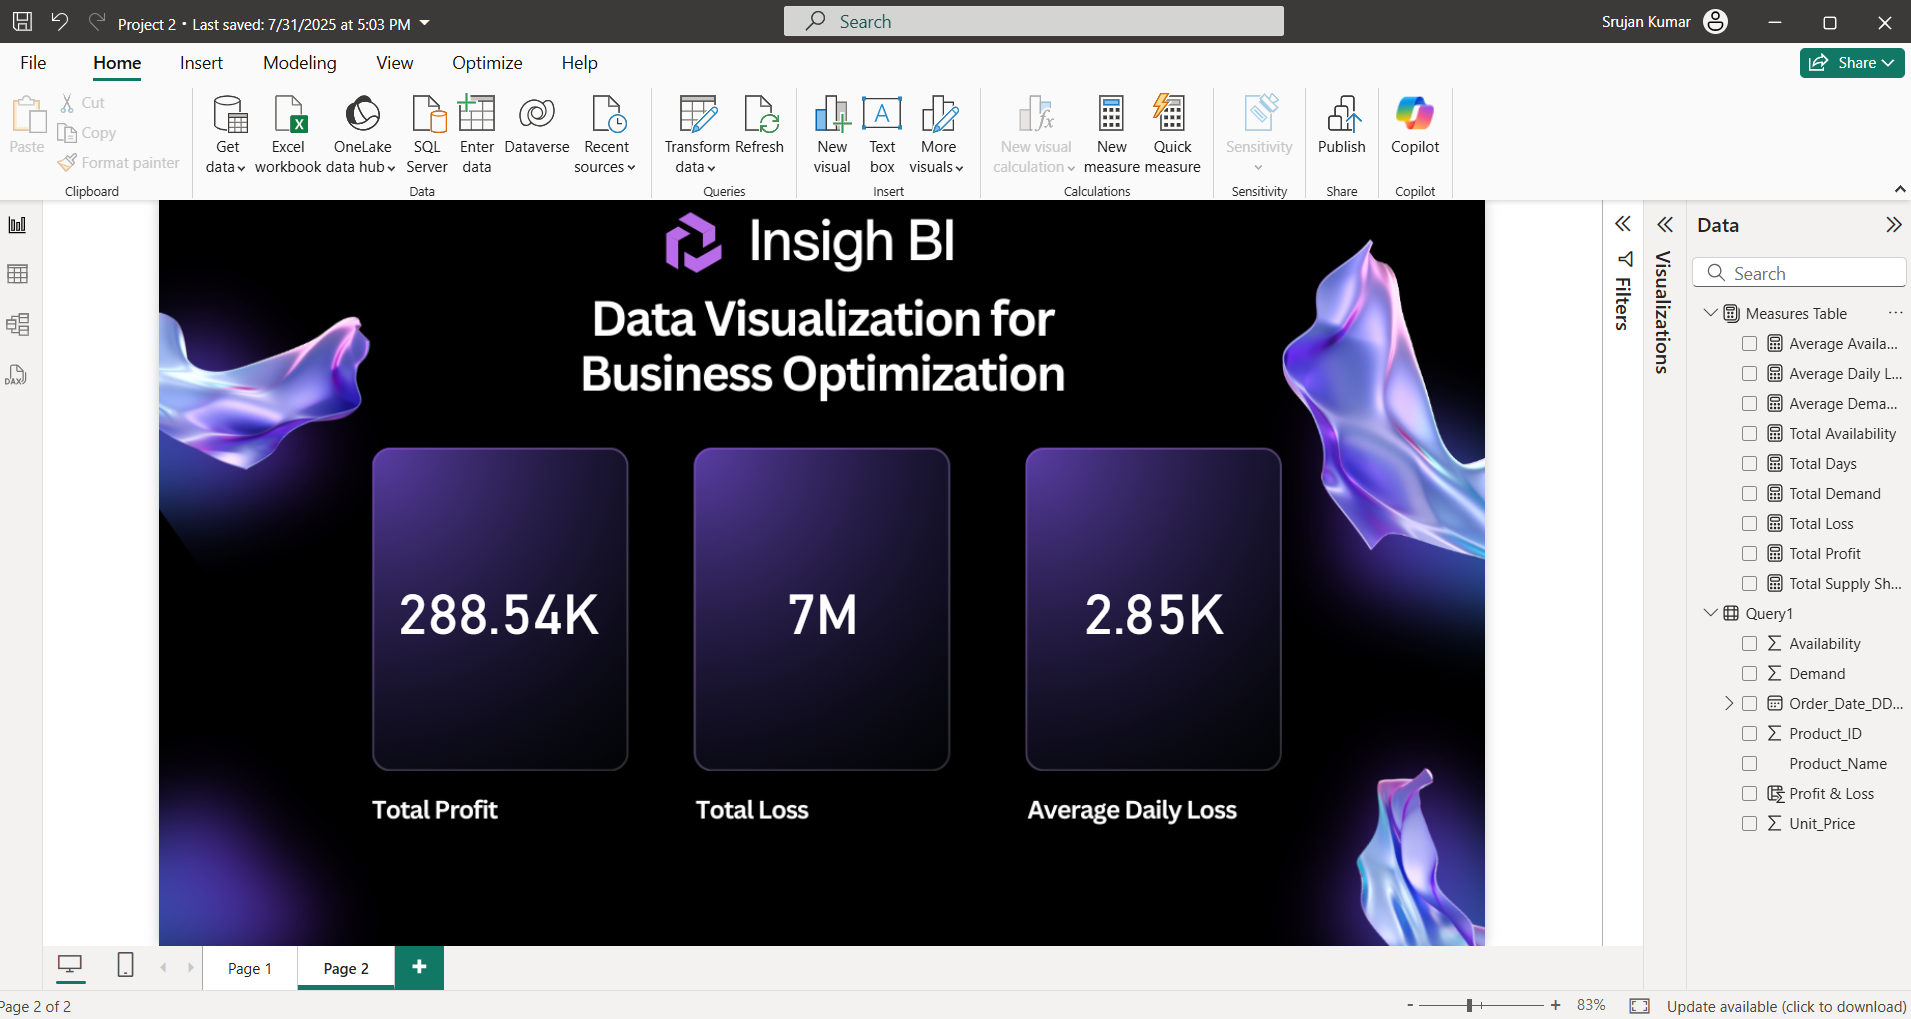 Project 2 • Last saved: 7/31/2025 at 5:03 PM
Search
Srujan Kumar
File
Home
Insert
Modeling
View
Optimize
Help
Share
Paste
Cut
Copy
Format painter
Clipboard
Get
data
Excel
workbook
OneLake
data hub
SQL
Server
Enter
data
Dataverse
Recent
sources
Data
Transform
data
Refresh
Queries
New
visual
Text
box
More
visuals
Insert
New visual
calculation
New
measure
Quick
measure
Calculations
Sensitivity
Sensitivity
Publish
Share
Copilot
Copilot
DAX
Insigh BI
Data Visualization for
Business Optimization
288.54K
7M
2.85K
Total Profit
Total Loss
Average Daily Loss
Filters
Visualizations
Data
Search
Measures Table
Average Availa...
Average Daily L...
Average Dema...
Total Availability
Total Days
Total Demand
Total Loss
Total Profit
Total Supply Sh...
Query1
Availability
Demand
Order_Date_DD...
Product_ID
Product_Name
Profit & Loss
Unit_Price
Page 1
Page 2
Page 2 of 2
83%
Update available (click to download)